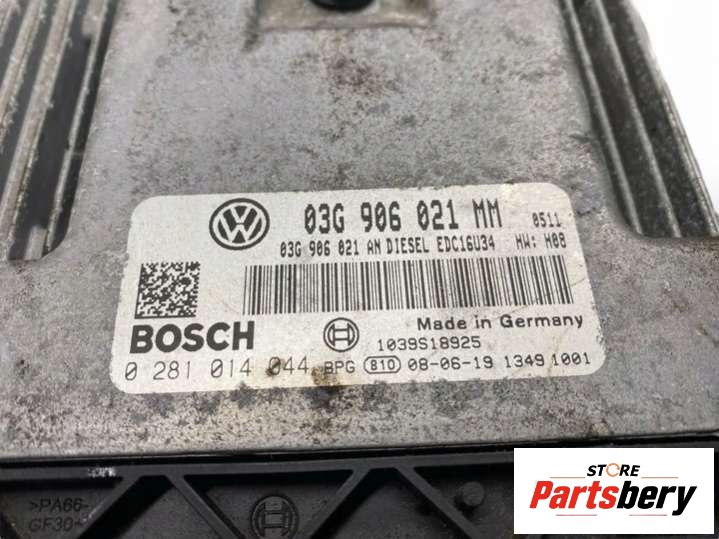 VW 03G 906 021 MM 0511
03G 906 021 AN DIESEL EDC16U34 HW: H08
BOSCH Made in Germany
1039S18925
0 281 014 044 BPG 810 08-06-19 1349 1001
>PA66-
GF30<
STORE
Partsbery